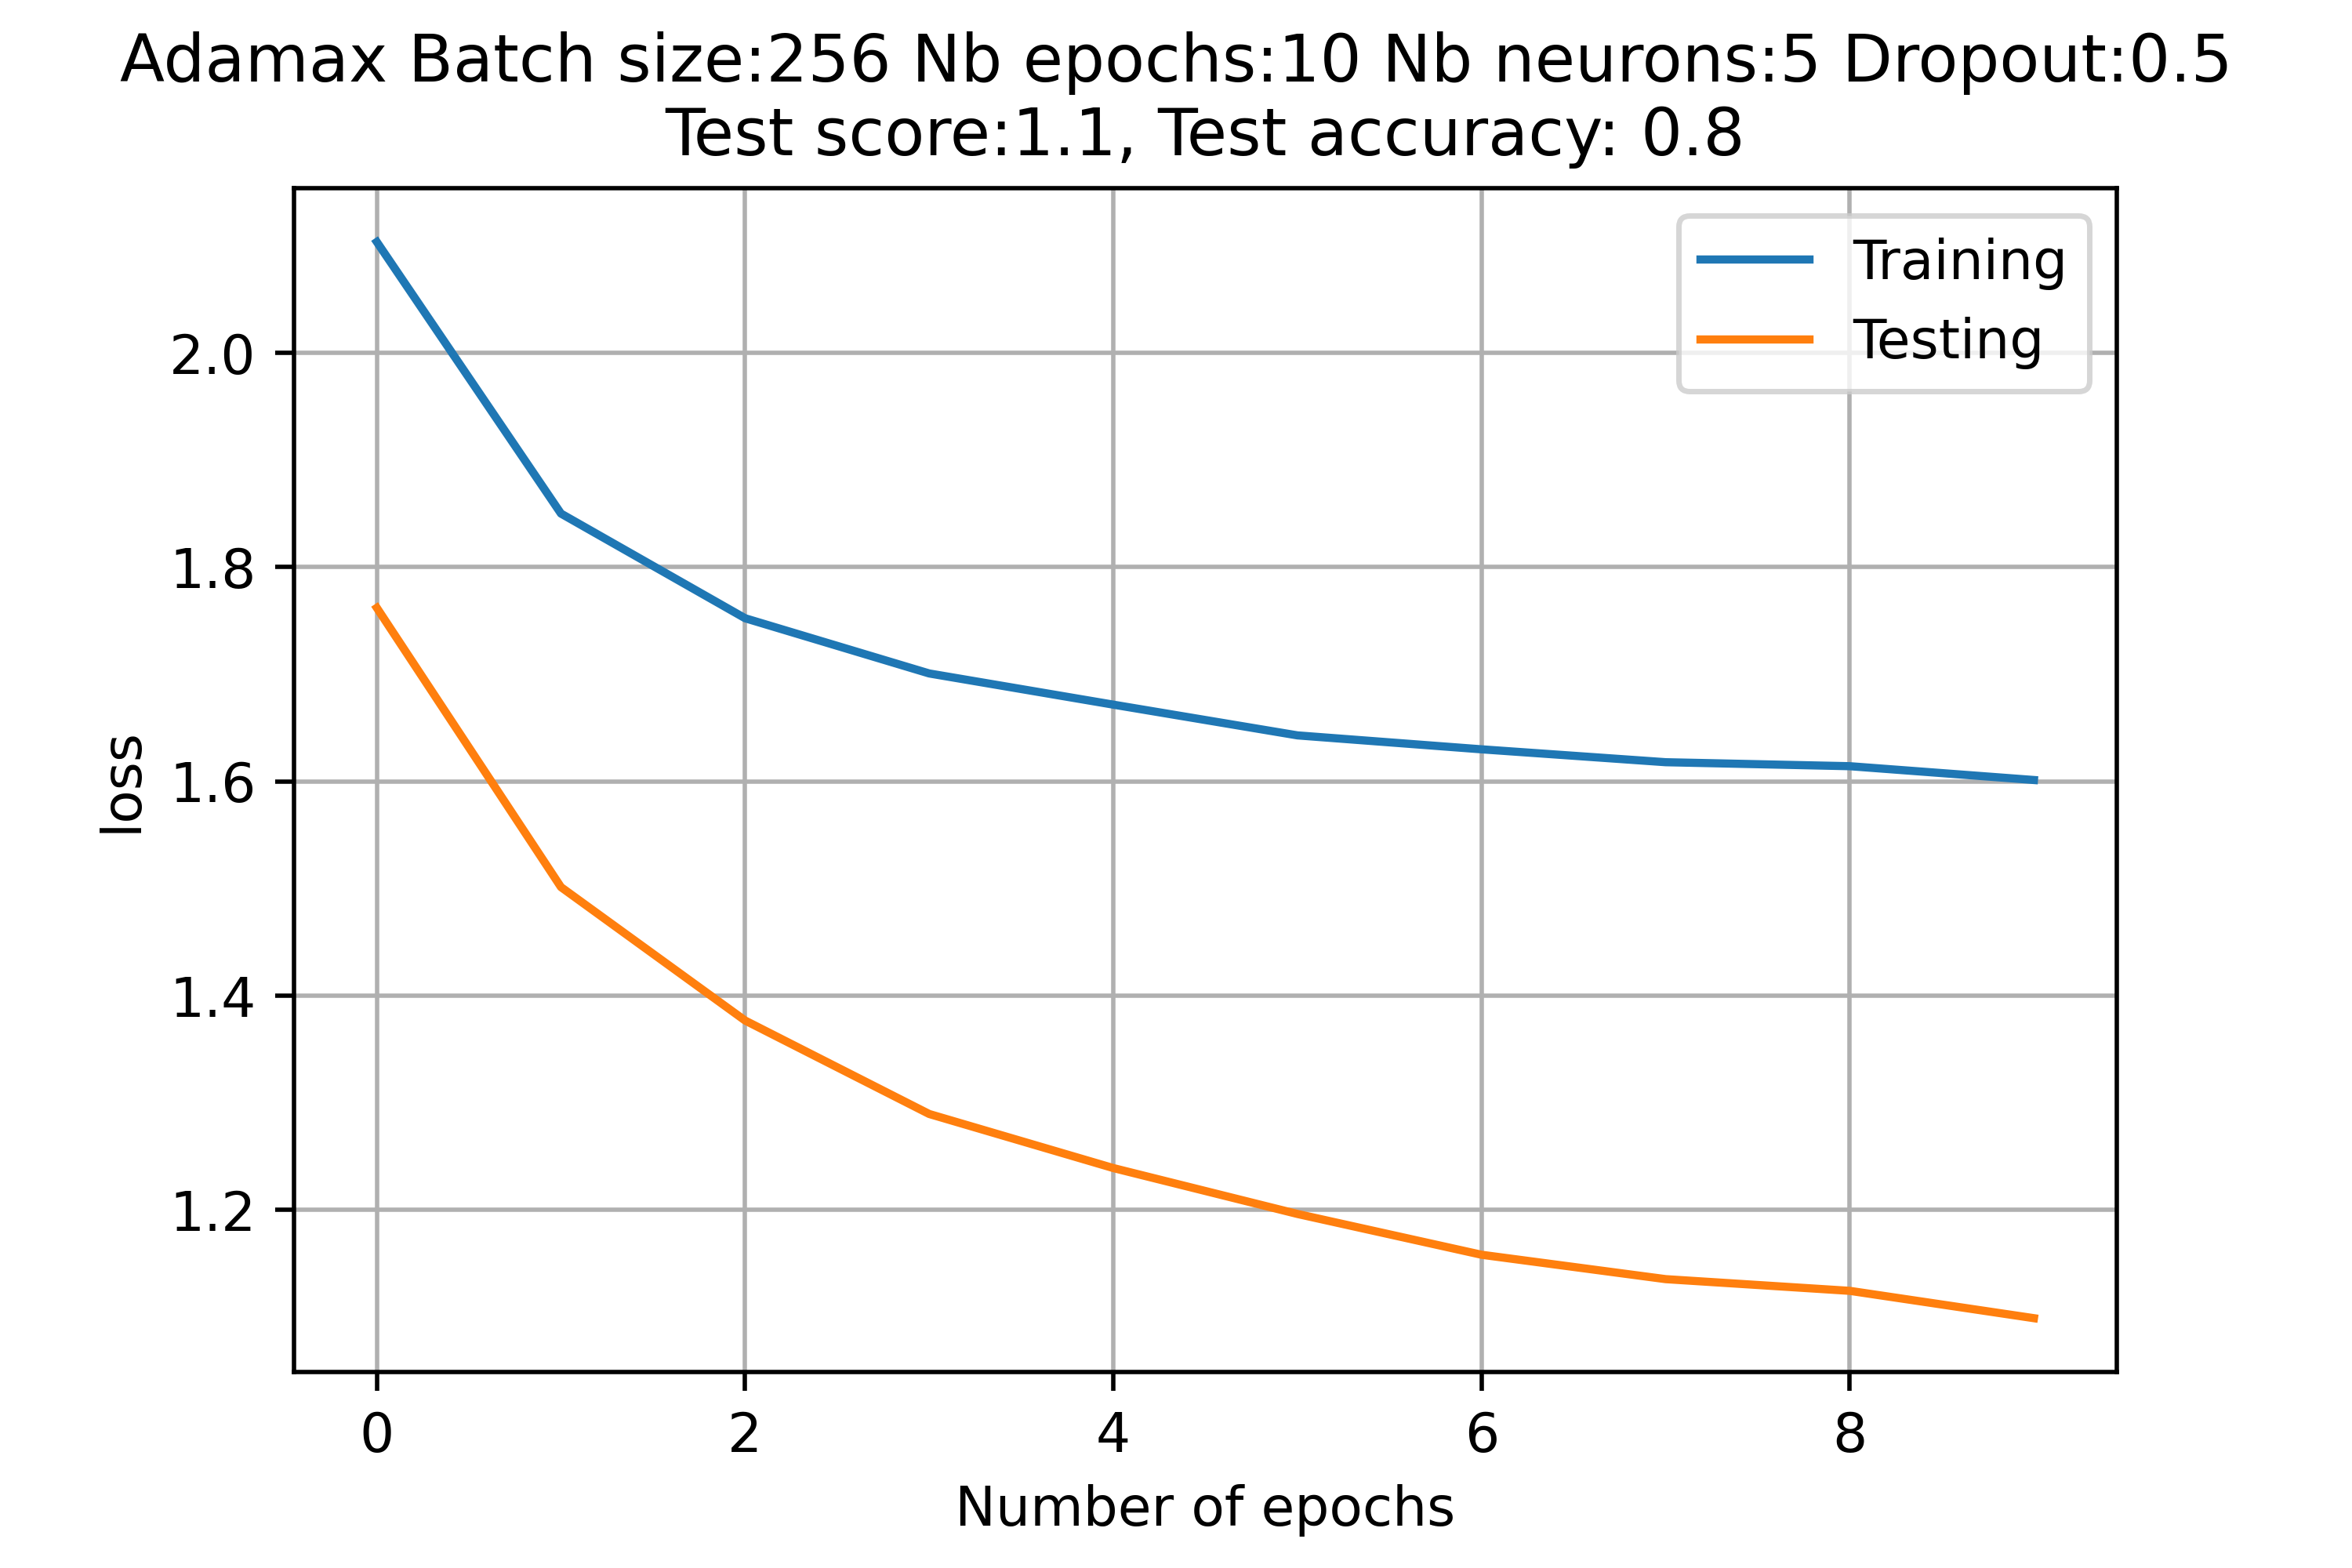 Adamax Batch size:256 Nb epochs:10 Nb neurons:5 Dropout:0.5
Test score:1.1, Test accuracy: 0.8
Training
Testing
2.0
1.8
1.6
1.4
1.2
loss
0 2 4 6 8
Number of epochs